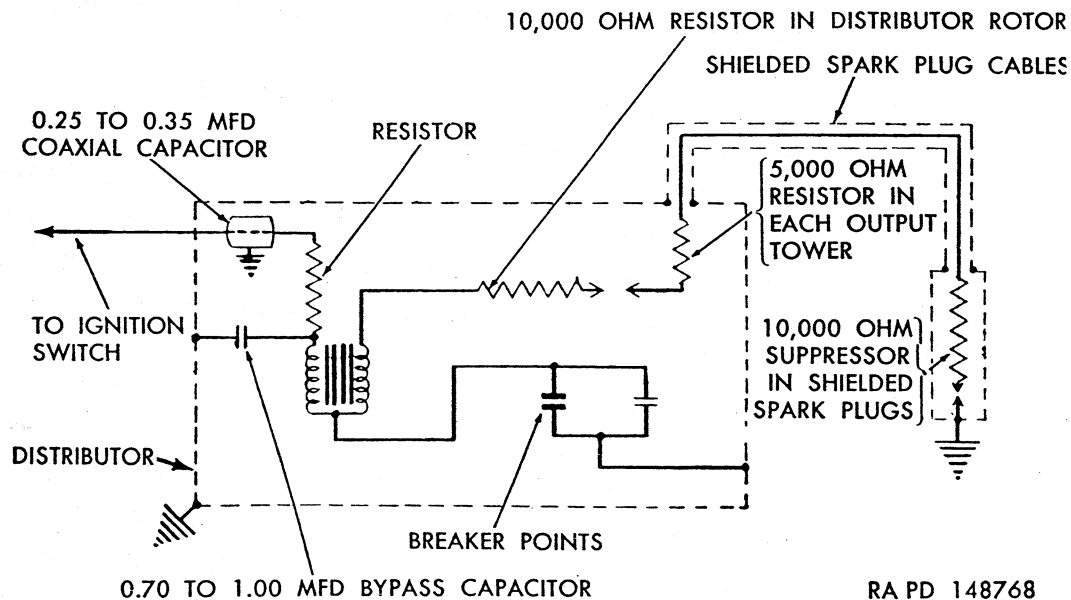 10,000 OHM RESISTOR IN DISTRIBUTOR ROTOR
SHIELDED SPARK PLUG CABLES
0.25 TO 0.35 MFD
COAXIAL CAPACITOR
RESISTOR
5,000 OHM
RESISTOR IN
EACH OUTPUT
TOWER
TO IGNITION
SWITCH
10,000 OHM
SUPPRESSOR
IN SHIELDED
SPARK PLUGS
DISTRIBUTOR
BREAKER POINTS
0.70 TO 1.00 MFD BYPASS CAPACITOR
RA PD 148768